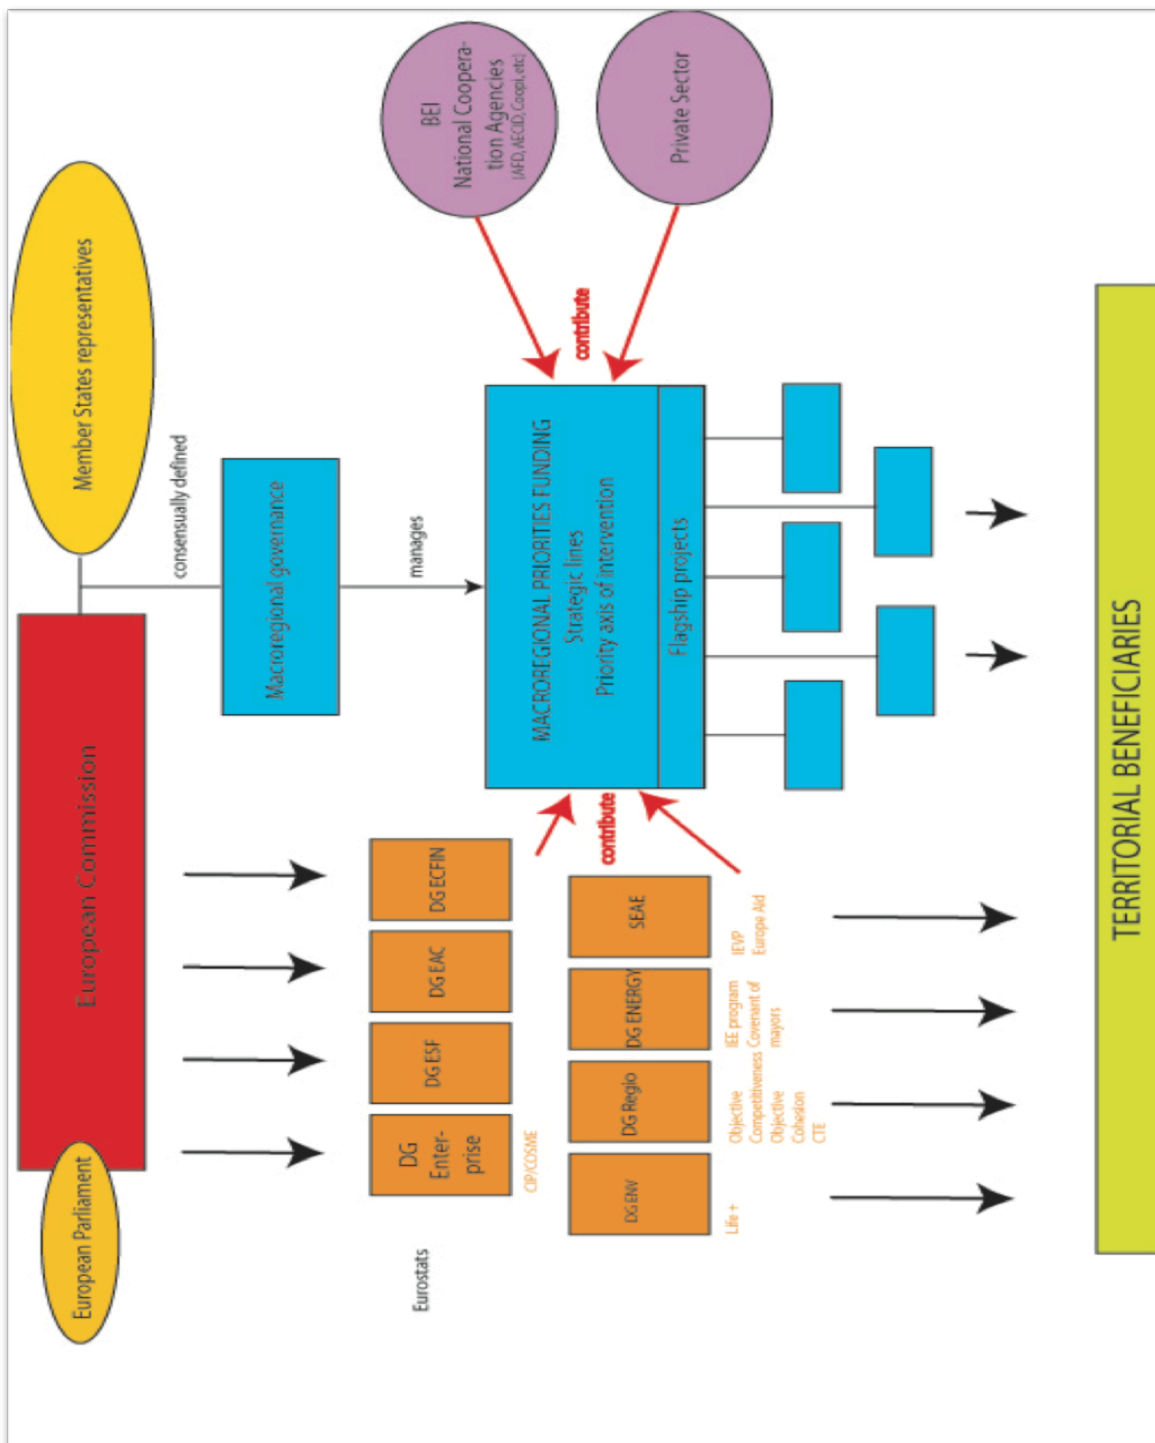 European Parliament
European Commission
Member States representatives
consensually defined
Macroregional governance
manages
Eurostats
DG
Enter-
prise
DG ESF
DG EAC
DG ECFIN
CIP/COSME
DG ENV
DG Regio
DG ENERGY
SEAE
Life +
Objective
Competitiveness
Objective
Cohesion
CTE
IEE program
Covenant of
mayors
IEVP
Europe Aid
contribute
MACROREGIONAL PRIORITIES FUNDING
Strategic lines
Priority axis of intervention
Flagship projects
contribute
BEI
National Coopera-
tion Agencies
(AFD, AECID, Coopi, etc)
Private Sector
TERRITORIAL BENEFICIARIES